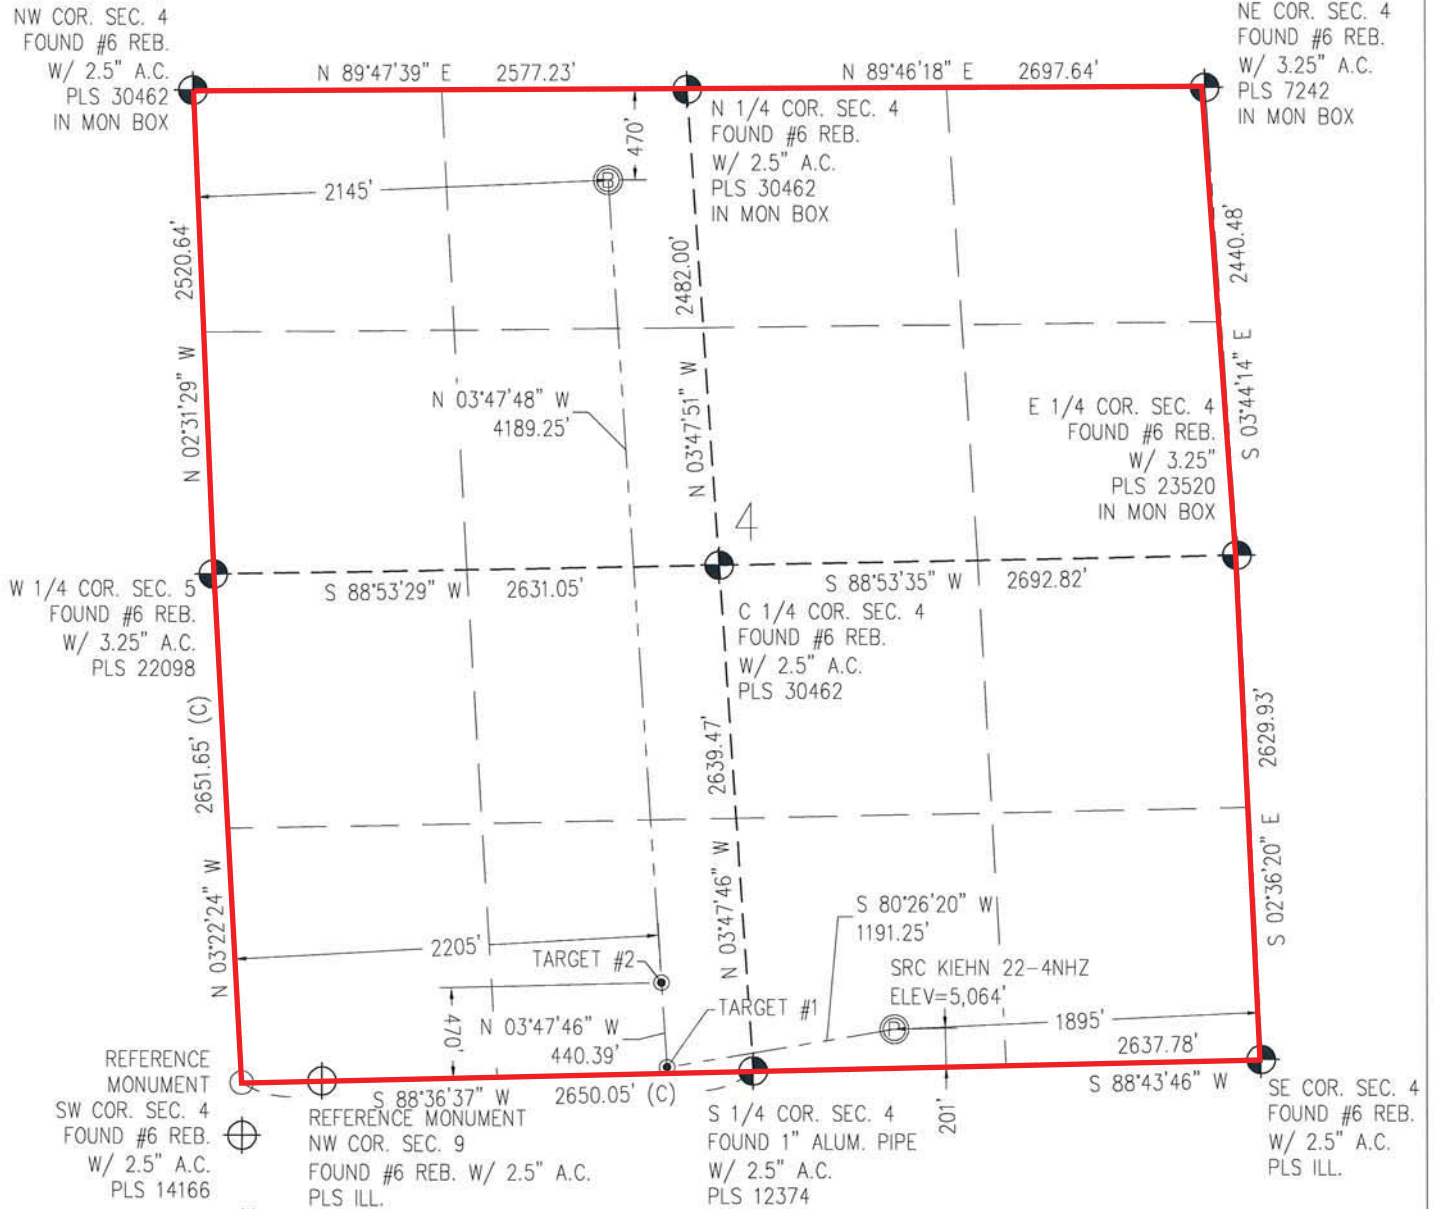 NW COR. SEC. 4
FOUND #6 REB.
W/ 2.5" A.C.
PLS 30462
IN MON BOX
N 89°47'39" E 2577.23'
N 89°46'18" E 2697.64'
NE COR. SEC. 4
FOUND #6 REB.
W/ 3.25" A.C.
PLS 7242
IN MON BOX
N 1/4 COR. SEC. 4
FOUND #6 REB.
W/ 2.5" A.C.
PLS 30462
IN MON BOX
470'
B
2145'
2520.64'
N 02°31'29" W
2482.00'
N 03°47'51" W
2440.48'
S 03°44'14" E
N 03°47'48" W
4189.25'
E 1/4 COR. SEC. 4
FOUND #6 REB.
W/ 3.25"
PLS 23520
IN MON BOX
4
W 1/4 COR. SEC. 5
FOUND #6 REB.
W/ 3.25" A.C.
PLS 22098
S 88°53'29" W 2631.05'
S 88°53'35" W 2692.82'
C 1/4 COR. SEC. 4
FOUND #6 REB.
W/ 2.5" A.C.
PLS 30462
2651.65' (C)
N 03°22'24" W
2639.47'
N 03°47'46" W
2629.93'
S 02°36'20" E
S 80°26'20" W
1191.25'
2205'
TARGET #2
SRC KIEHN 22-4NHZ
ELEV=5,064'
TARGET #1
470'
N 03°47'46" W
440.39'
1895'
2637.78'
S 88°43'46" W
201'
REFERENCE
MONUMENT
SW COR. SEC. 4
FOUND #6 REB.
W/ 2.5" A.C.
PLS 14166
S 88°36'37" W 2650.05' (C)
REFERENCE MONUMENT
NW COR. SEC. 9
FOUND #6 REB. W/ 2.5" A.C.
PLS ILL.
S 1/4 COR. SEC. 4
FOUND 1" ALUM. PIPE
W/ 2.5" A.C.
PLS 12374
SE COR. SEC. 4
FOUND #6 REB.
W/ 2.5" A.C.
PLS ILL.